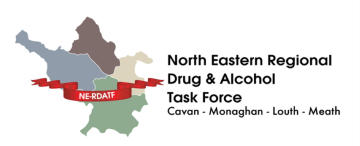 North Eastern Regional
Drug & Alcohol
Task Force
Cavan - Monaghan - Louth - Meath
NE-RDATF